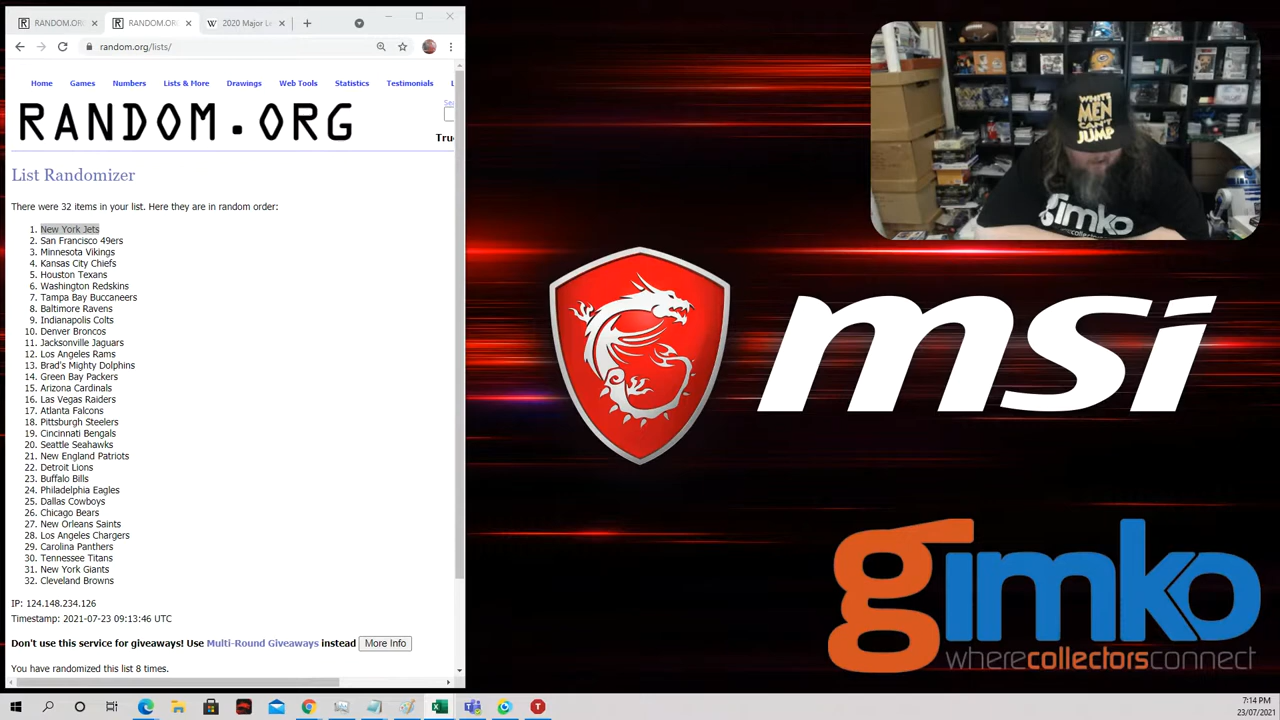 RANDOM.OR
RANDOM.OR
2020 Major Le
random.org/lists/
Home Games Numbers Lists & More Drawings Web Tools Statistics Testimonials L
RANDOM.ORG
Sea
Tru
List Randomizer
There were 32 items in your list. Here they are in random order:
1. New York Jets
2. San Francisco 49ers
3. Minnesota Vikings
4. Kansas City Chiefs
5. Houston Texans
6. Washington Redskins
7. Tampa Bay Buccaneers
8. Baltimore Ravens
9. Indianapolis Colts
10. Denver Broncos
11. Jacksonville Jaguars
12. Los Angeles Rams
13. Brad's Mighty Dolphins
14. Green Bay Packers
15. Arizona Cardinals
16. Las Vegas Raiders
17. Atlanta Falcons
18. Pittsburgh Steelers
19. Cincinnati Bengals
20. Seattle Seahawks
21. New England Patriots
22. Detroit Lions
23. Buffalo Bills
24. Philadelphia Eagles
25. Dallas Cowboys
26. Chicago Bears
27. New Orleans Saints
28. Los Angeles Chargers
29. Carolina Panthers
30. Tennessee Titans
31. New York Giants
32. Cleveland Browns
IP: 124.148.234.126
Timestamp: 2021-07-23 09:13:46 UTC
Don't use this service for giveaways! Use Multi-Round Giveaways instead More Info
You have randomized this list 8 times.
WHITE
MEN
CAN'T
JUMP
gimko
msi
gimko
wherecollectorsconnect
7:14 PM
23/07/2021